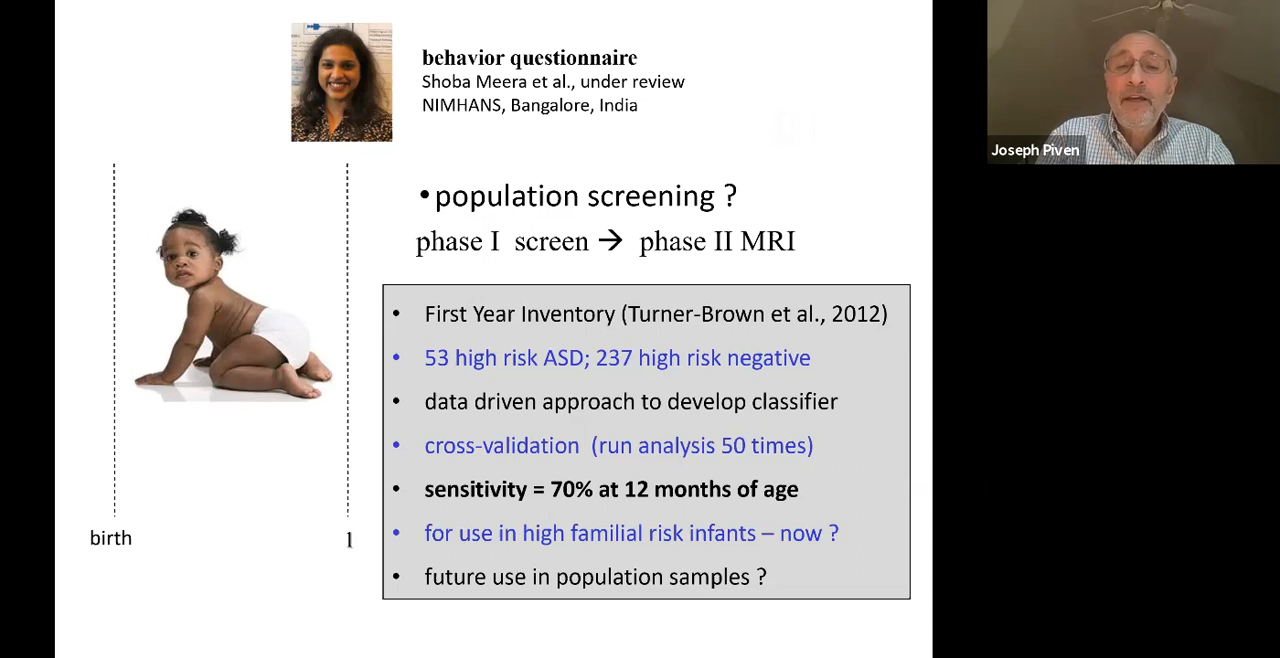 behavior questionnaire
Shoba Meera et al., under review
NIMHANS, Bangalore, India
Joseph Piven
•population screening ?
phase I screen → phase II MRI
• First Year Inventory (Turner-Brown et al., 2012)
• 53 high risk ASD; 237 high risk negative
• data driven approach to develop classifier
• cross-validation (run analysis 50 times)
• sensitivity = 70% at 12 months of age
• for use in high familial risk infants – now ?
• future use in population samples ?
birth
1